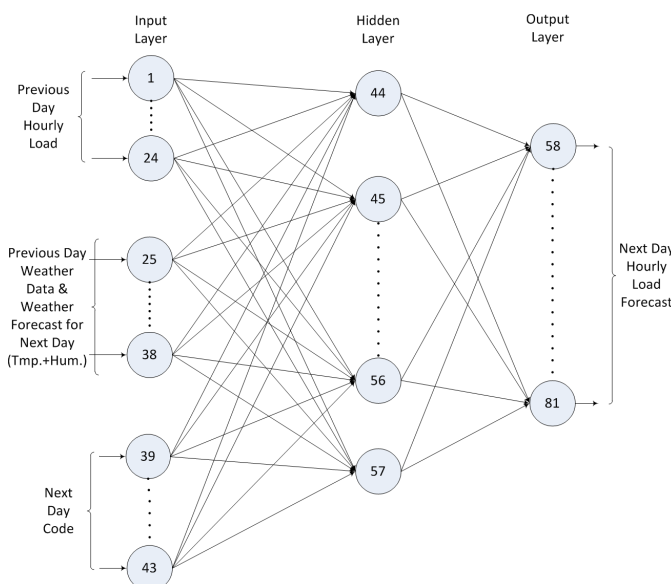 Input
Layer
Hidden
Layer
Output
Layer
Previous
Day
Hourly
Load
1
24
Previous Day
Weather
Data &
Weather
Forecast for
Next Day
(Tmp.+Hum.)
25
38
Next
Day
Code
39
43
44
45
56
57
58
81
Next Day
Hourly
Load
Forecast